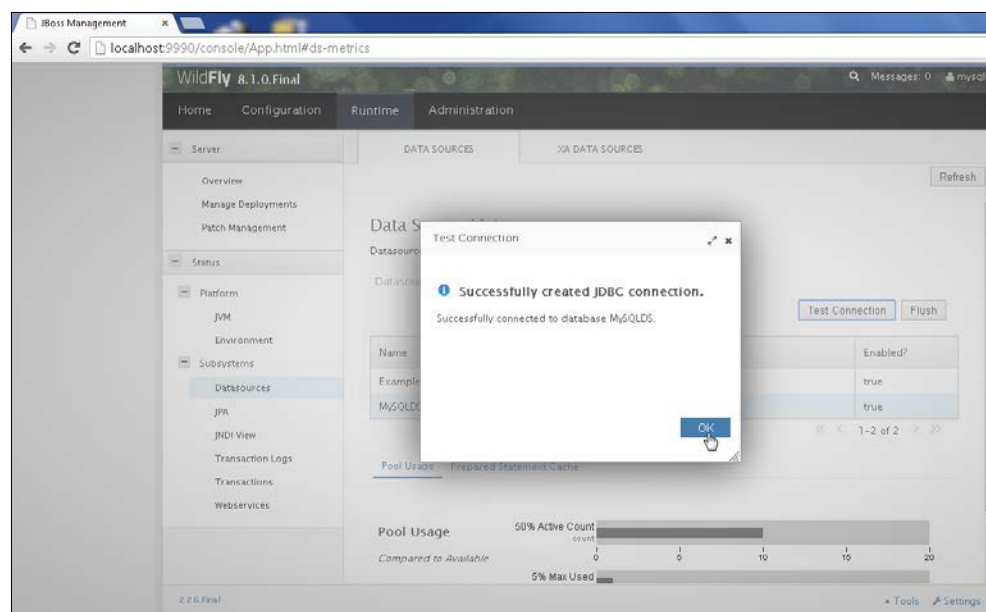 JBoss Management
localhost:9990/console/App.html#ds-metrics
WildFly 8.1.0.Final
Messages: 0 mysql
Home Configuration Runtime Administration
Server
Overview
Manage Deployments
Patch Management
Status
Platform
JVM
Environment
Subsystems
Datasources
JPA
JNDI View
Transaction Logs
Transactions
Webservices
DATA SOURCES XA DATA SOURCES
Refresh
Data S
Datasourc
Test Connection
Successfully created JDBC connection.
Successfully connected to database MySQLDS.
OK
Test Connection Flush
Name Enabled?
Example true
MySQLDS true
1-2 of 2
Pool Usage Prepared Statement Cache
Pool Usage
Compared to Available
50% Active Count
count
0 5 10 15 20
5% Max Used
2.2.6.Final
Tools Settings